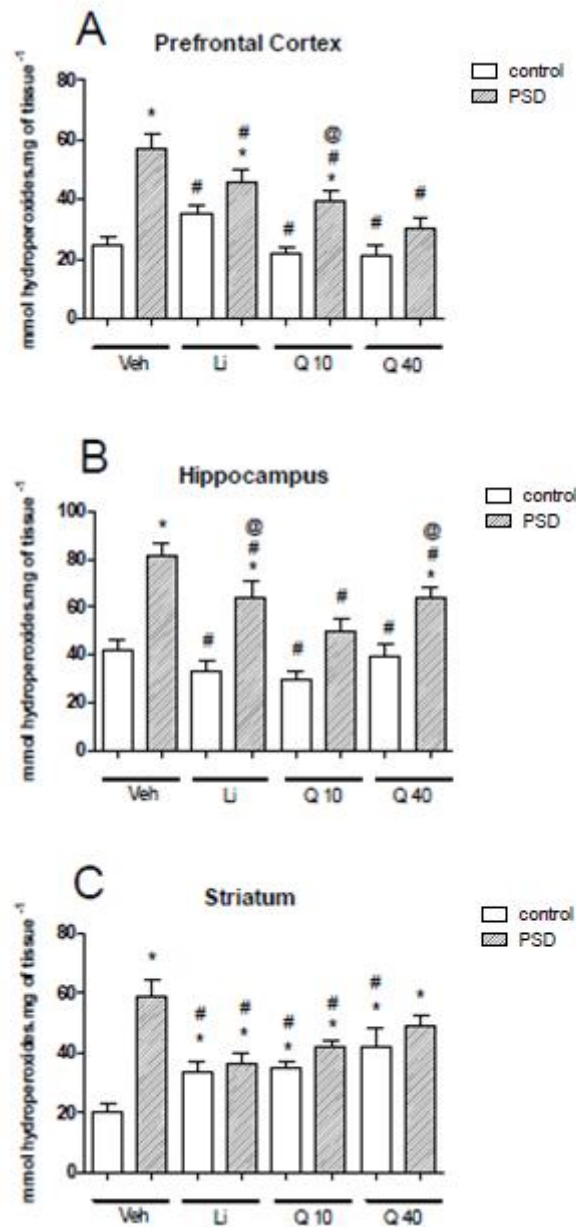 A
Prefrontal Cortex
control
PSD
mmol hydroperoxides.mg of tissue -1
80
60
40
20
0
*
#
#
*
#
@
#
*
#
#
Veh Li Q 10 Q 40
B
Hippocampus
control
PSD
mmol hydroperoxides.mg of tissue -1
100
80
60
40
20
0
*
#
@
#
*
#
#
#
@
#
*
Veh Li Q 10 Q 40
C
Striatum
control
PSD
mmol hydroperoxides.mg of tissue -1
80
60
40
20
0
*
#
*
#
*
#
*
#
*
#
*
*
Veh Li Q 10 Q 40